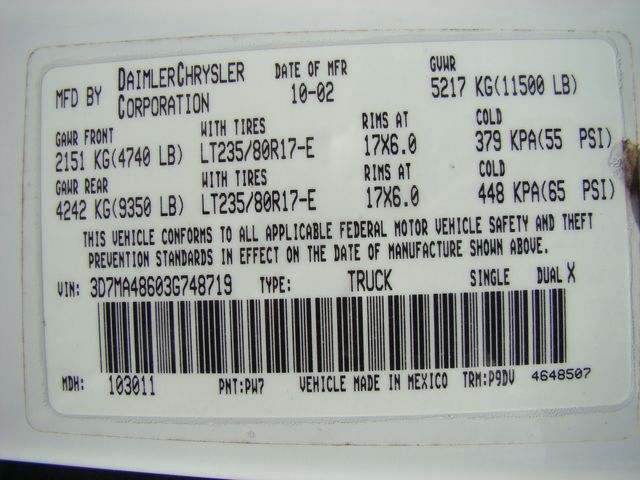 MFD BY DAIMLERCHRYSLER CORPORATION DATE OF MFR 10-02 GVWR 5217 KG(11500 LB)
GAWR FRONT WITH TIRES RIMS AT COLD
2151 KG(4740 LB) LT235/80R17-E 17X6.0 379 KPA(55 PSI)
GAWR REAR WITH TIRES RIMS AT COLD
4242 KG(9350 LB) LT235/80R17-E 17X6.0 448 KPA(65 PSI)
THIS VEHICLE CONFORMS TO ALL APPLICABLE FEDERAL MOTOR VEHICLE SAFETY AND THEFT
PREVENTION STANDARDS IN EFFECT ON THE DATE OF MANUFACTURE SHOWN ABOVE.
VIN: 3D7MA48603G748719 TYPE: TRUCK SINGLE DUAL X
MDH: 103011 PNT:PW7 VEHICLE MADE IN MEXICO TRM:P9DV 4648507